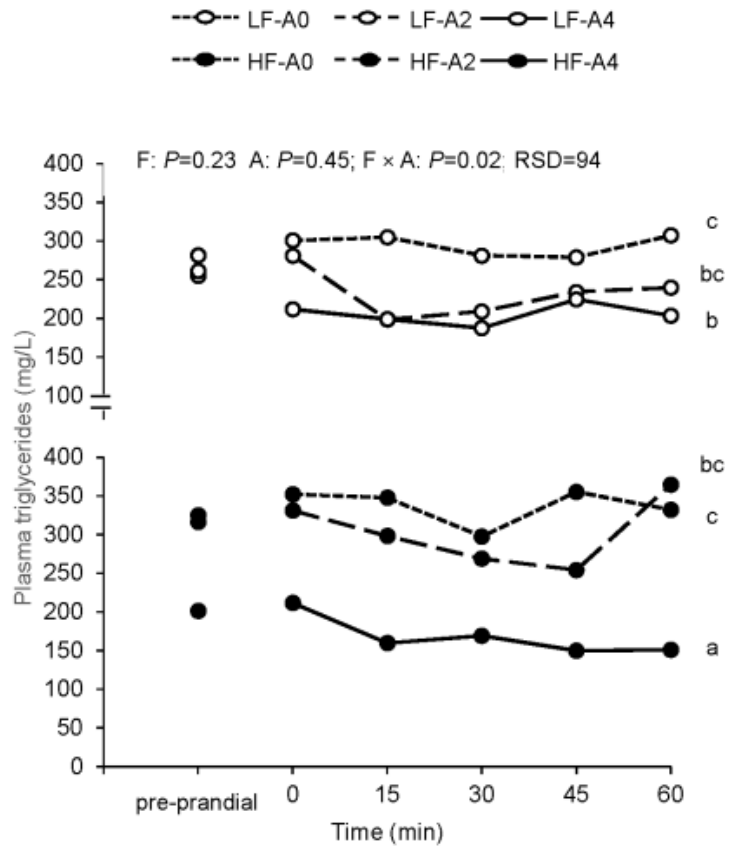 LF-A0 LF-A2 LF-A4
HF-A0 HF-A2 HF-A4
F: P=0.23 A: P=0.45; F × A: P=0.02; RSD=94
400
350
300
250
200
150
100
c
bc
b
400
350
300
250
200
150
100
50
0
bc
c
a
Plasma triglycerides (mg/L)
pre-prandial 0 15 30 45 60
Time (min)